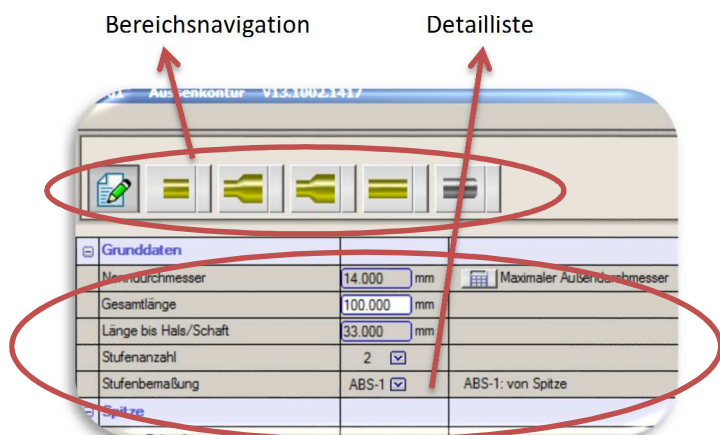 Bereichsnavigation Detailliste
Aussenkontur V13.1002.1417
Grunddaten
Nenndurchmesser 14.000 mm Maximaler Außendurchmesser
Gesamtlänge 100.000 mm
Länge bis Hals/Schaft 33.000 mm
Stufenanzahl 2
Stufenbemaßung ABS-1 ABS-1: von Spitze
Spitze